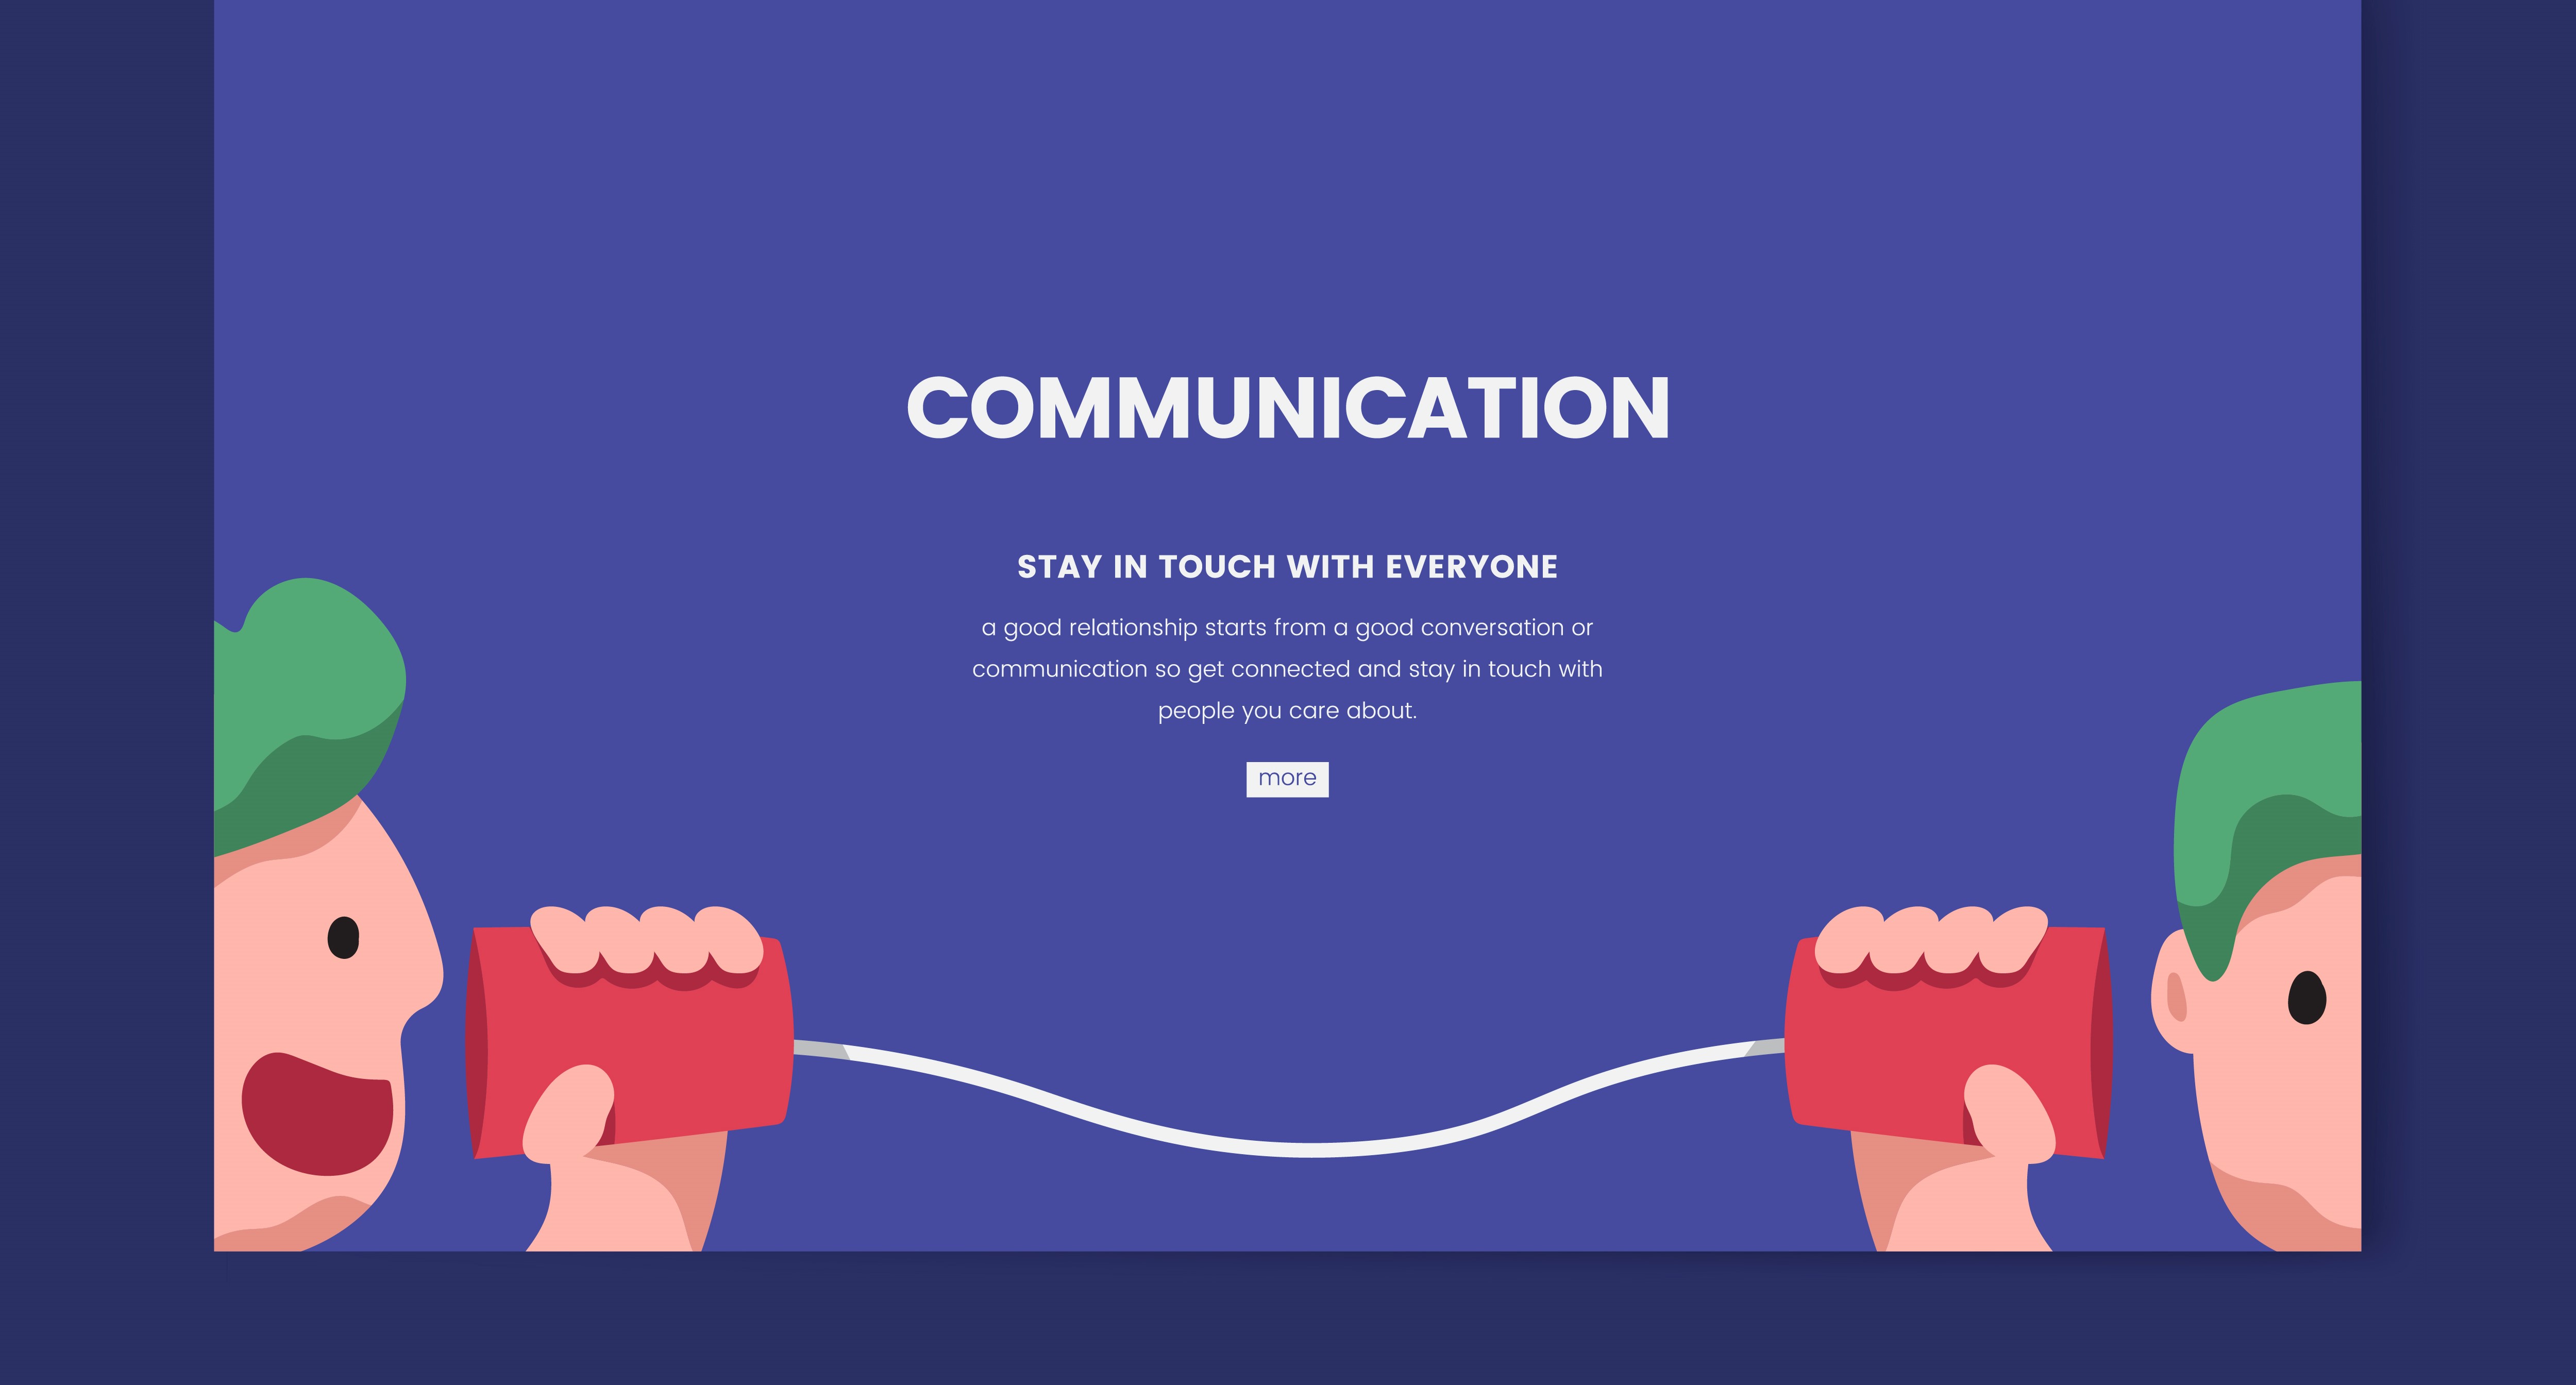 COMMUNICATION
STAY IN TOUCH WITH EVERYONE
a good relationship starts from a good conversation or
communication so get connected and stay in touch with
people you care about.
more